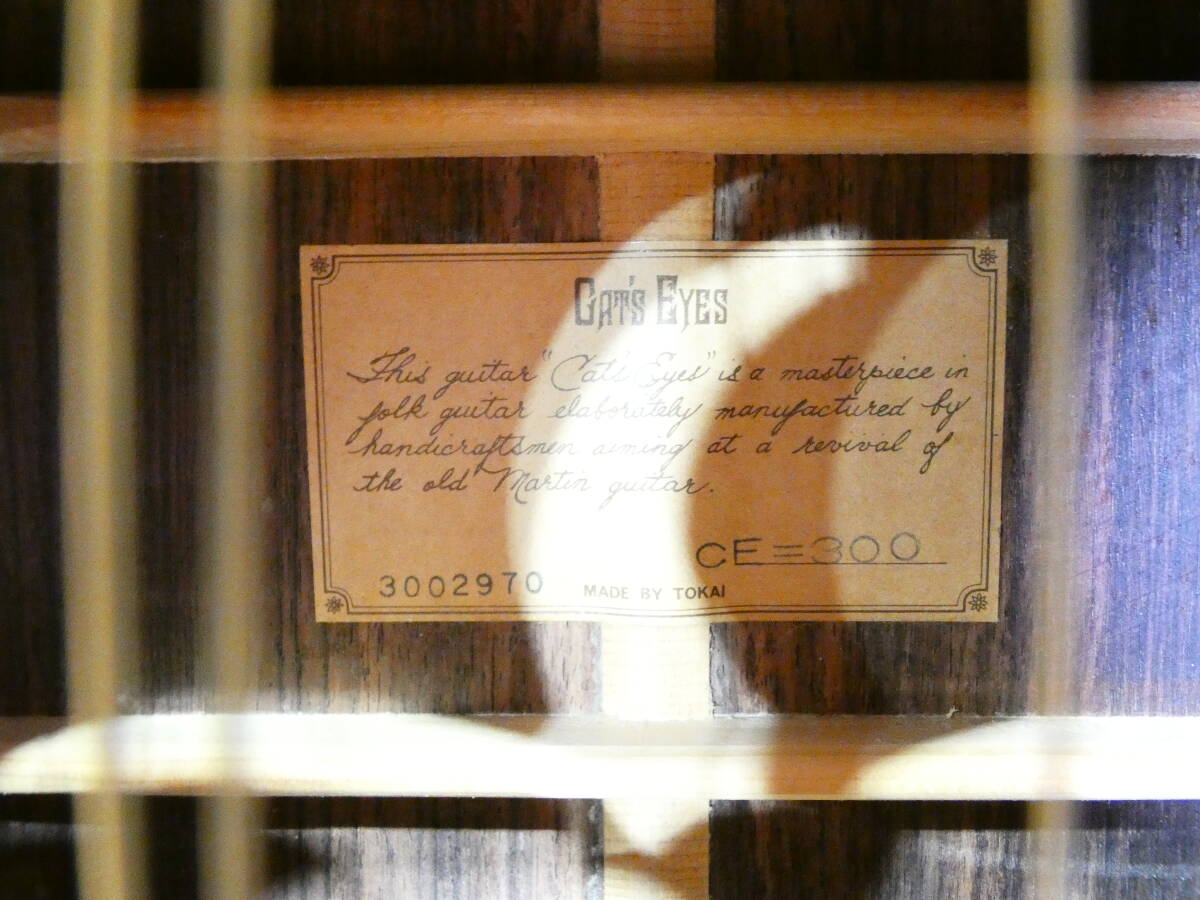 CAT'S EYES
This guitar "Cat's Eyes" is a masterpiece in
folk guitar elaborately manufactured by
handicraftsmen aiming at a revival of
the old Martin guitar.
CE=300
3002970 MADE BY TOKAI